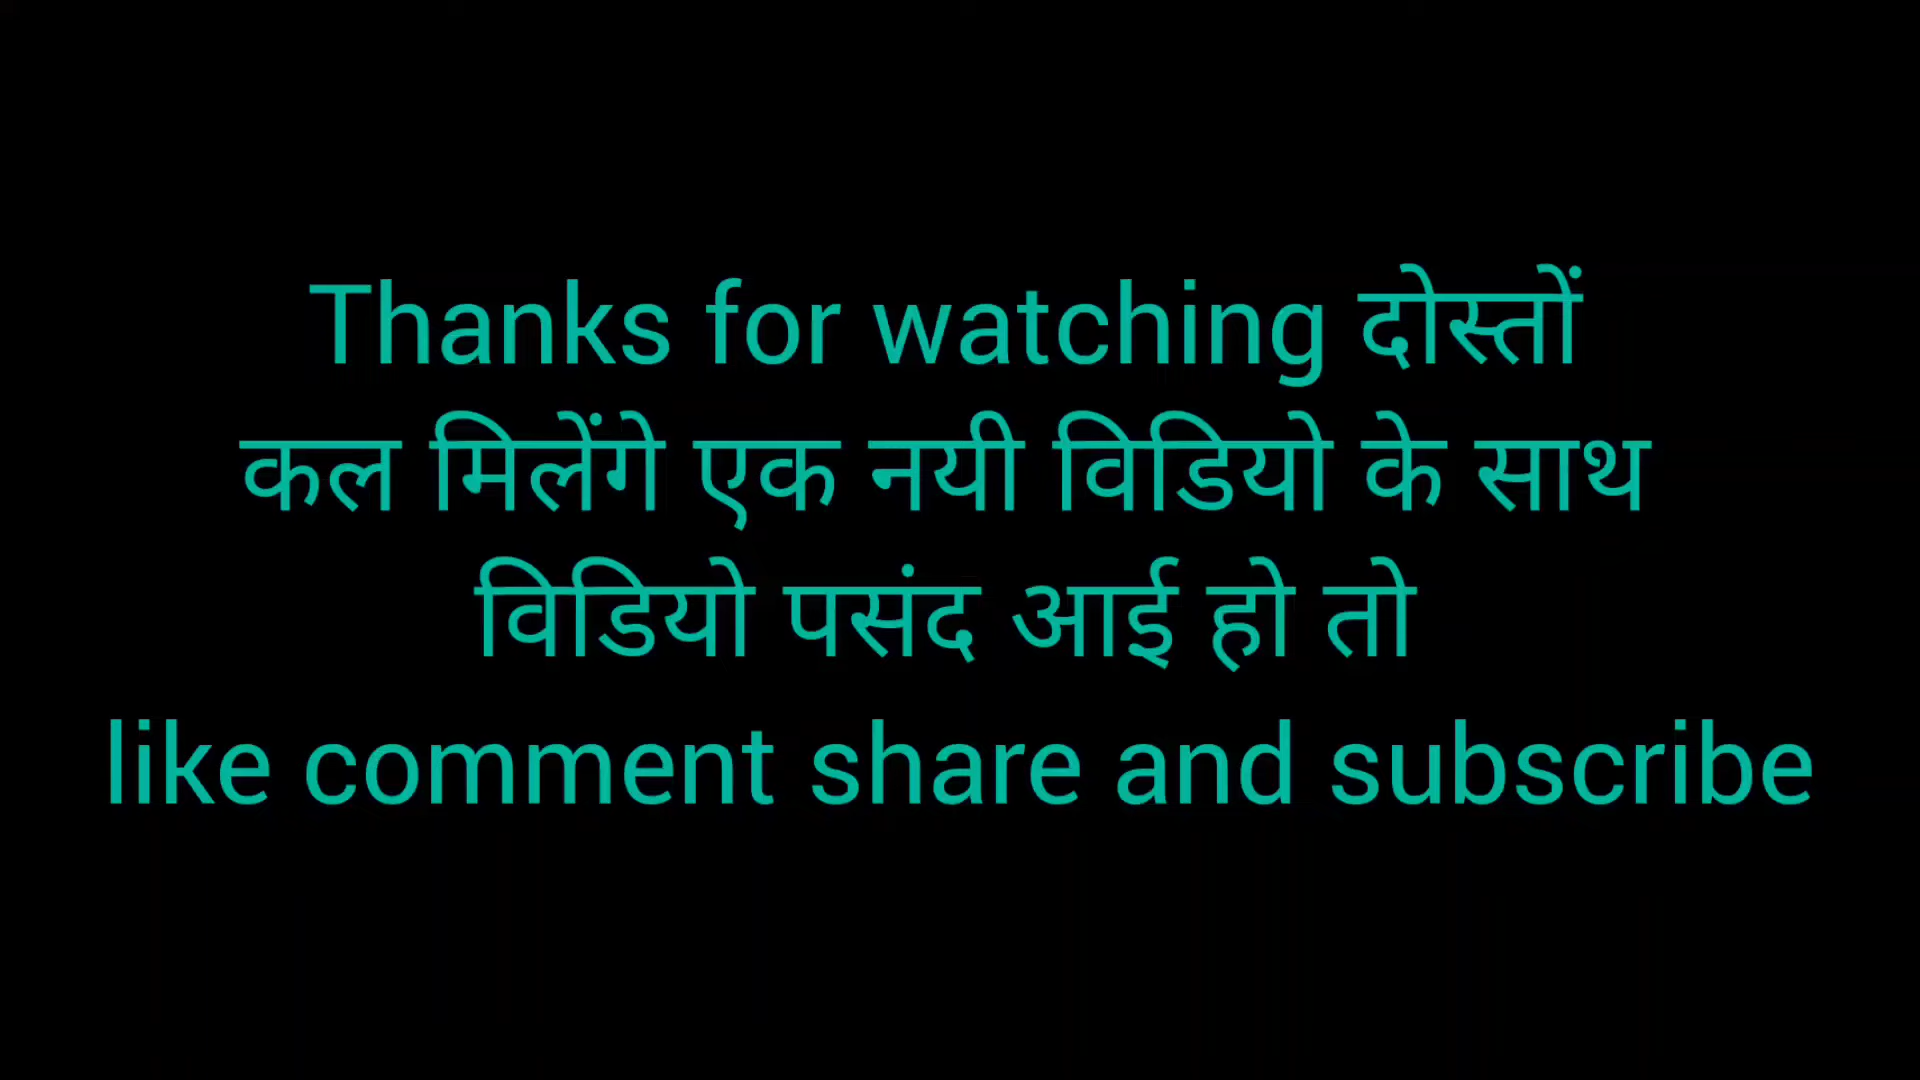 Thanks for watching दोस्तों
कल मिलेंगे एक नयी विडियो के साथ
विडियो पसंद आई हो तो
like comment share and subscribe